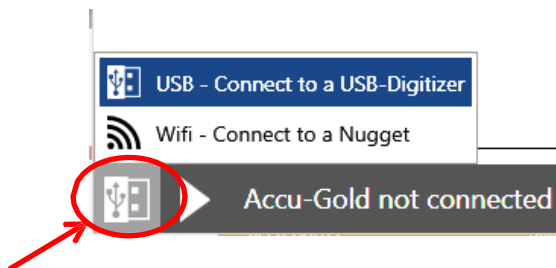 USB - Connect to a USB-Digitizer
Wifi - Connect to a Nugget
Accu-Gold not connected